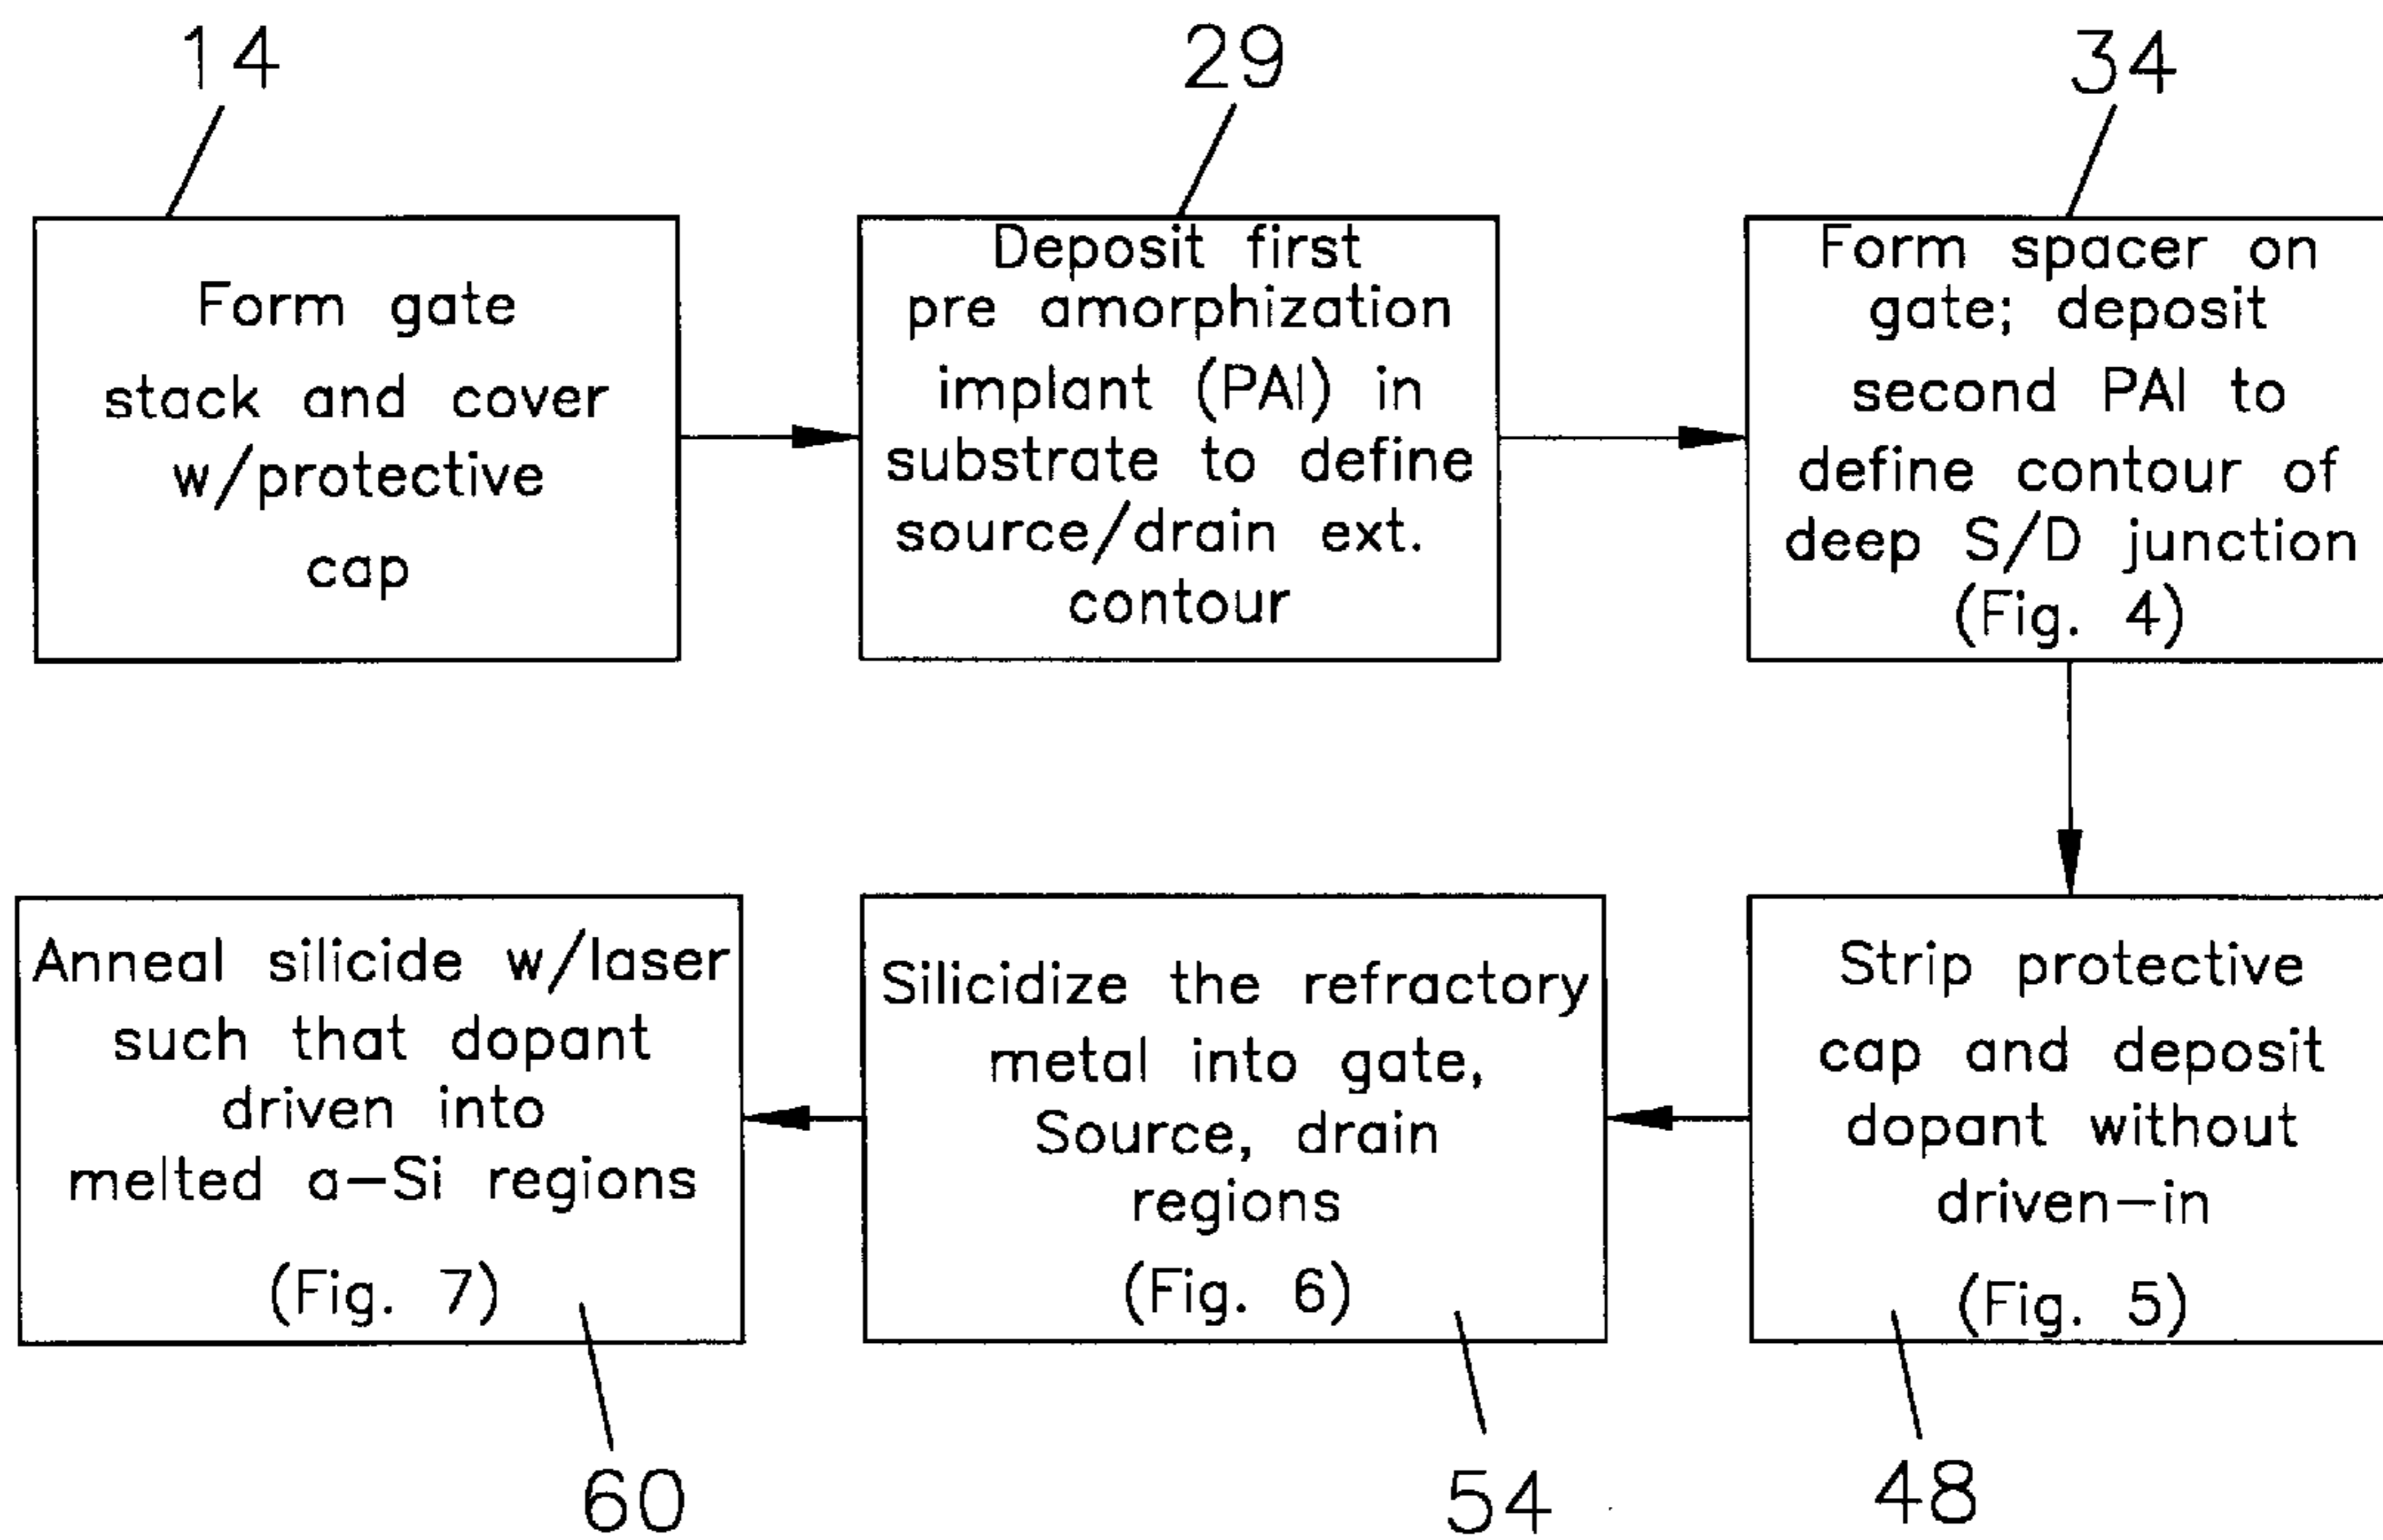 14
Form gate
stack and cover
w/protective
cap
29
Deposit first
pre amorphization
implant (PAI) in
substrate to define
source/drain ext.
contour
34
Form spacer on
gate; deposit
second PAI to
define contour of
deep S/D junction
(Fig. 4)
Strip protective
cap and deposit
dopant without
driven-in
(Fig. 5)
48
Silicidize the refractory
metal into gate,
Source, drain
regions
(Fig. 6)
54
Anneal silicide w/laser
such that dopant
driven into
melted a-Si regions
(Fig. 7)
60